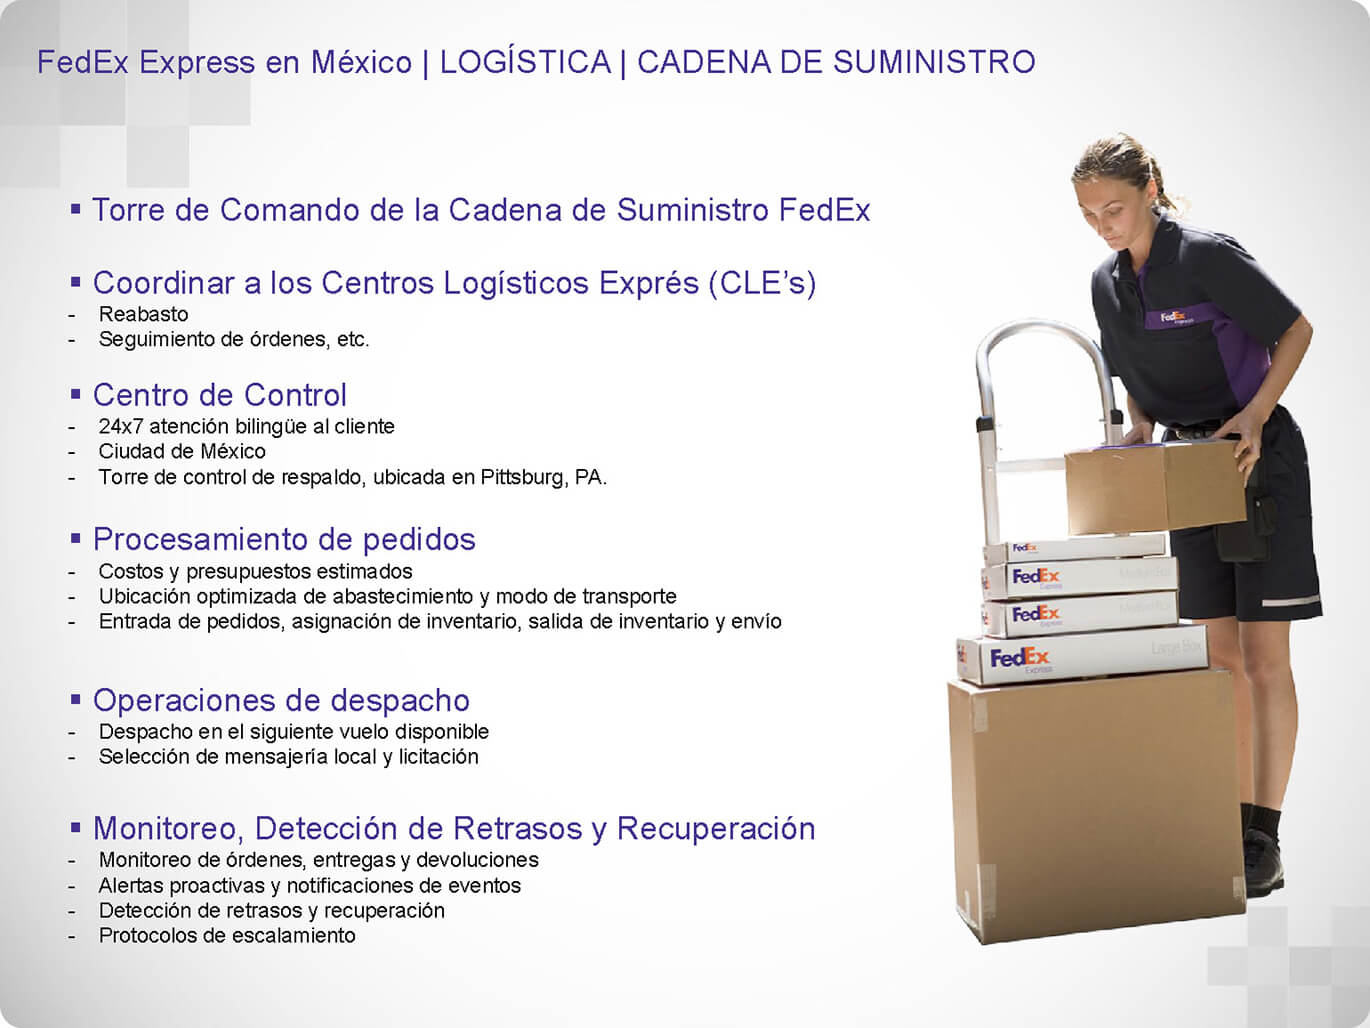 FedEx Express en México | LOGÍSTICA | CADENA DE SUMINISTRO
▪ Torre de Comando de la Cadena de Suministro FedEx
▪ Coordinar a los Centros Logísticos Exprés (CLE’s)
- Reabasto
- Seguimiento de órdenes, etc.
▪ Centro de Control
- 24x7 atención bilingüe al cliente
- Ciudad de México
- Torre de control de respaldo, ubicada en Pittsburg, PA.
▪ Procesamiento de pedidos
- Costos y presupuestos estimados
- Ubicación optimizada de abastecimiento y modo de transporte
- Entrada de pedidos, asignación de inventario, salida de inventario y envío
▪ Operaciones de despacho
- Despacho en el siguiente vuelo disponible
- Selección de mensajería local y licitación
▪ Monitoreo, Detección de Retrasos y Recuperación
- Monitoreo de órdenes, entregas y devoluciones
- Alertas proactivas y notificaciones de eventos
- Detección de retrasos y recuperación
- Protocolos de escalamiento
FedEx
Express
FedEx
FedEx
Express
Medium Box
FedEx
Express
Medium Box
FedEx
Express
Large Box